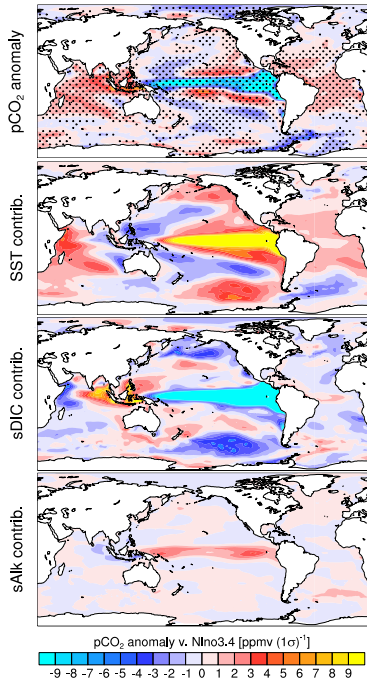 pCO₂ anomaly
SST contrib.
sDIC contrib.
sAlk contrib.
pCO₂ anomaly v. NIno3.4 [ppmv (1σ)⁻¹]
-9 -8 -7 -6 -5 -4 -3 -2 -1 0 1 2 3 4 5 6 7 8 9